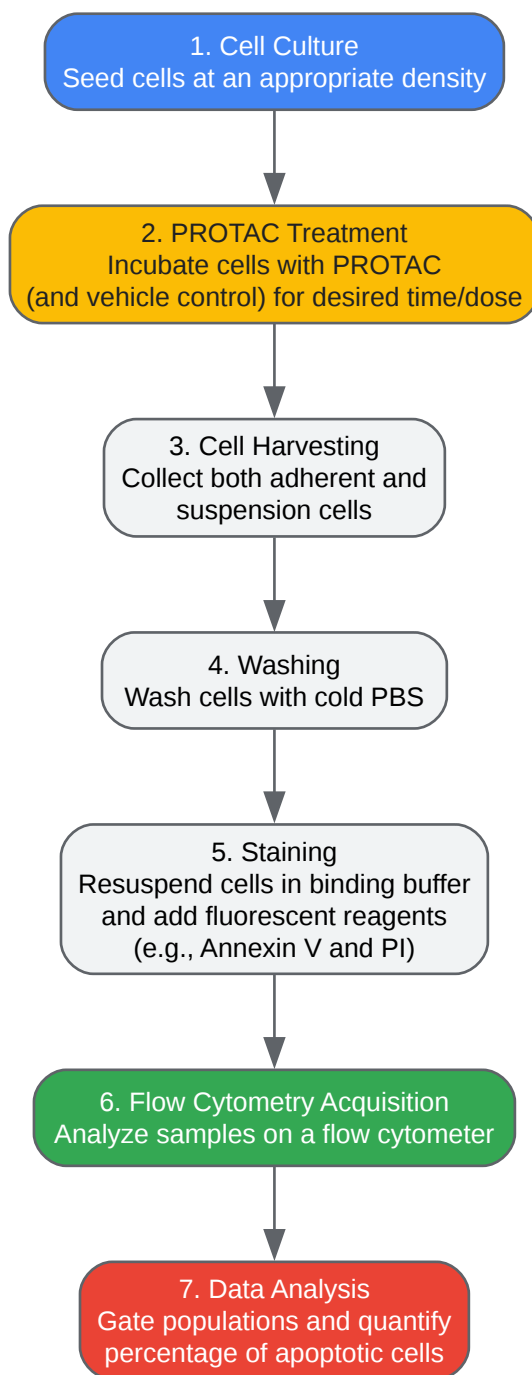 1. Cell Culture
Seed cells at an appropriate density
2. PROTAC Treatment
Incubate cells with PROTAC
(and vehicle control) for desired time/dose
3. Cell Harvesting
Collect both adherent and
suspension cells
4. Washing
Wash cells with cold PBS
5. Staining
Resuspend cells in binding buffer
and add fluorescent reagents
(e.g., Annexin V and PI)
6. Flow Cytometry Acquisition
Analyze samples on a flow cytometer
7. Data Analysis
Gate populations and quantify
percentage of apoptotic cells